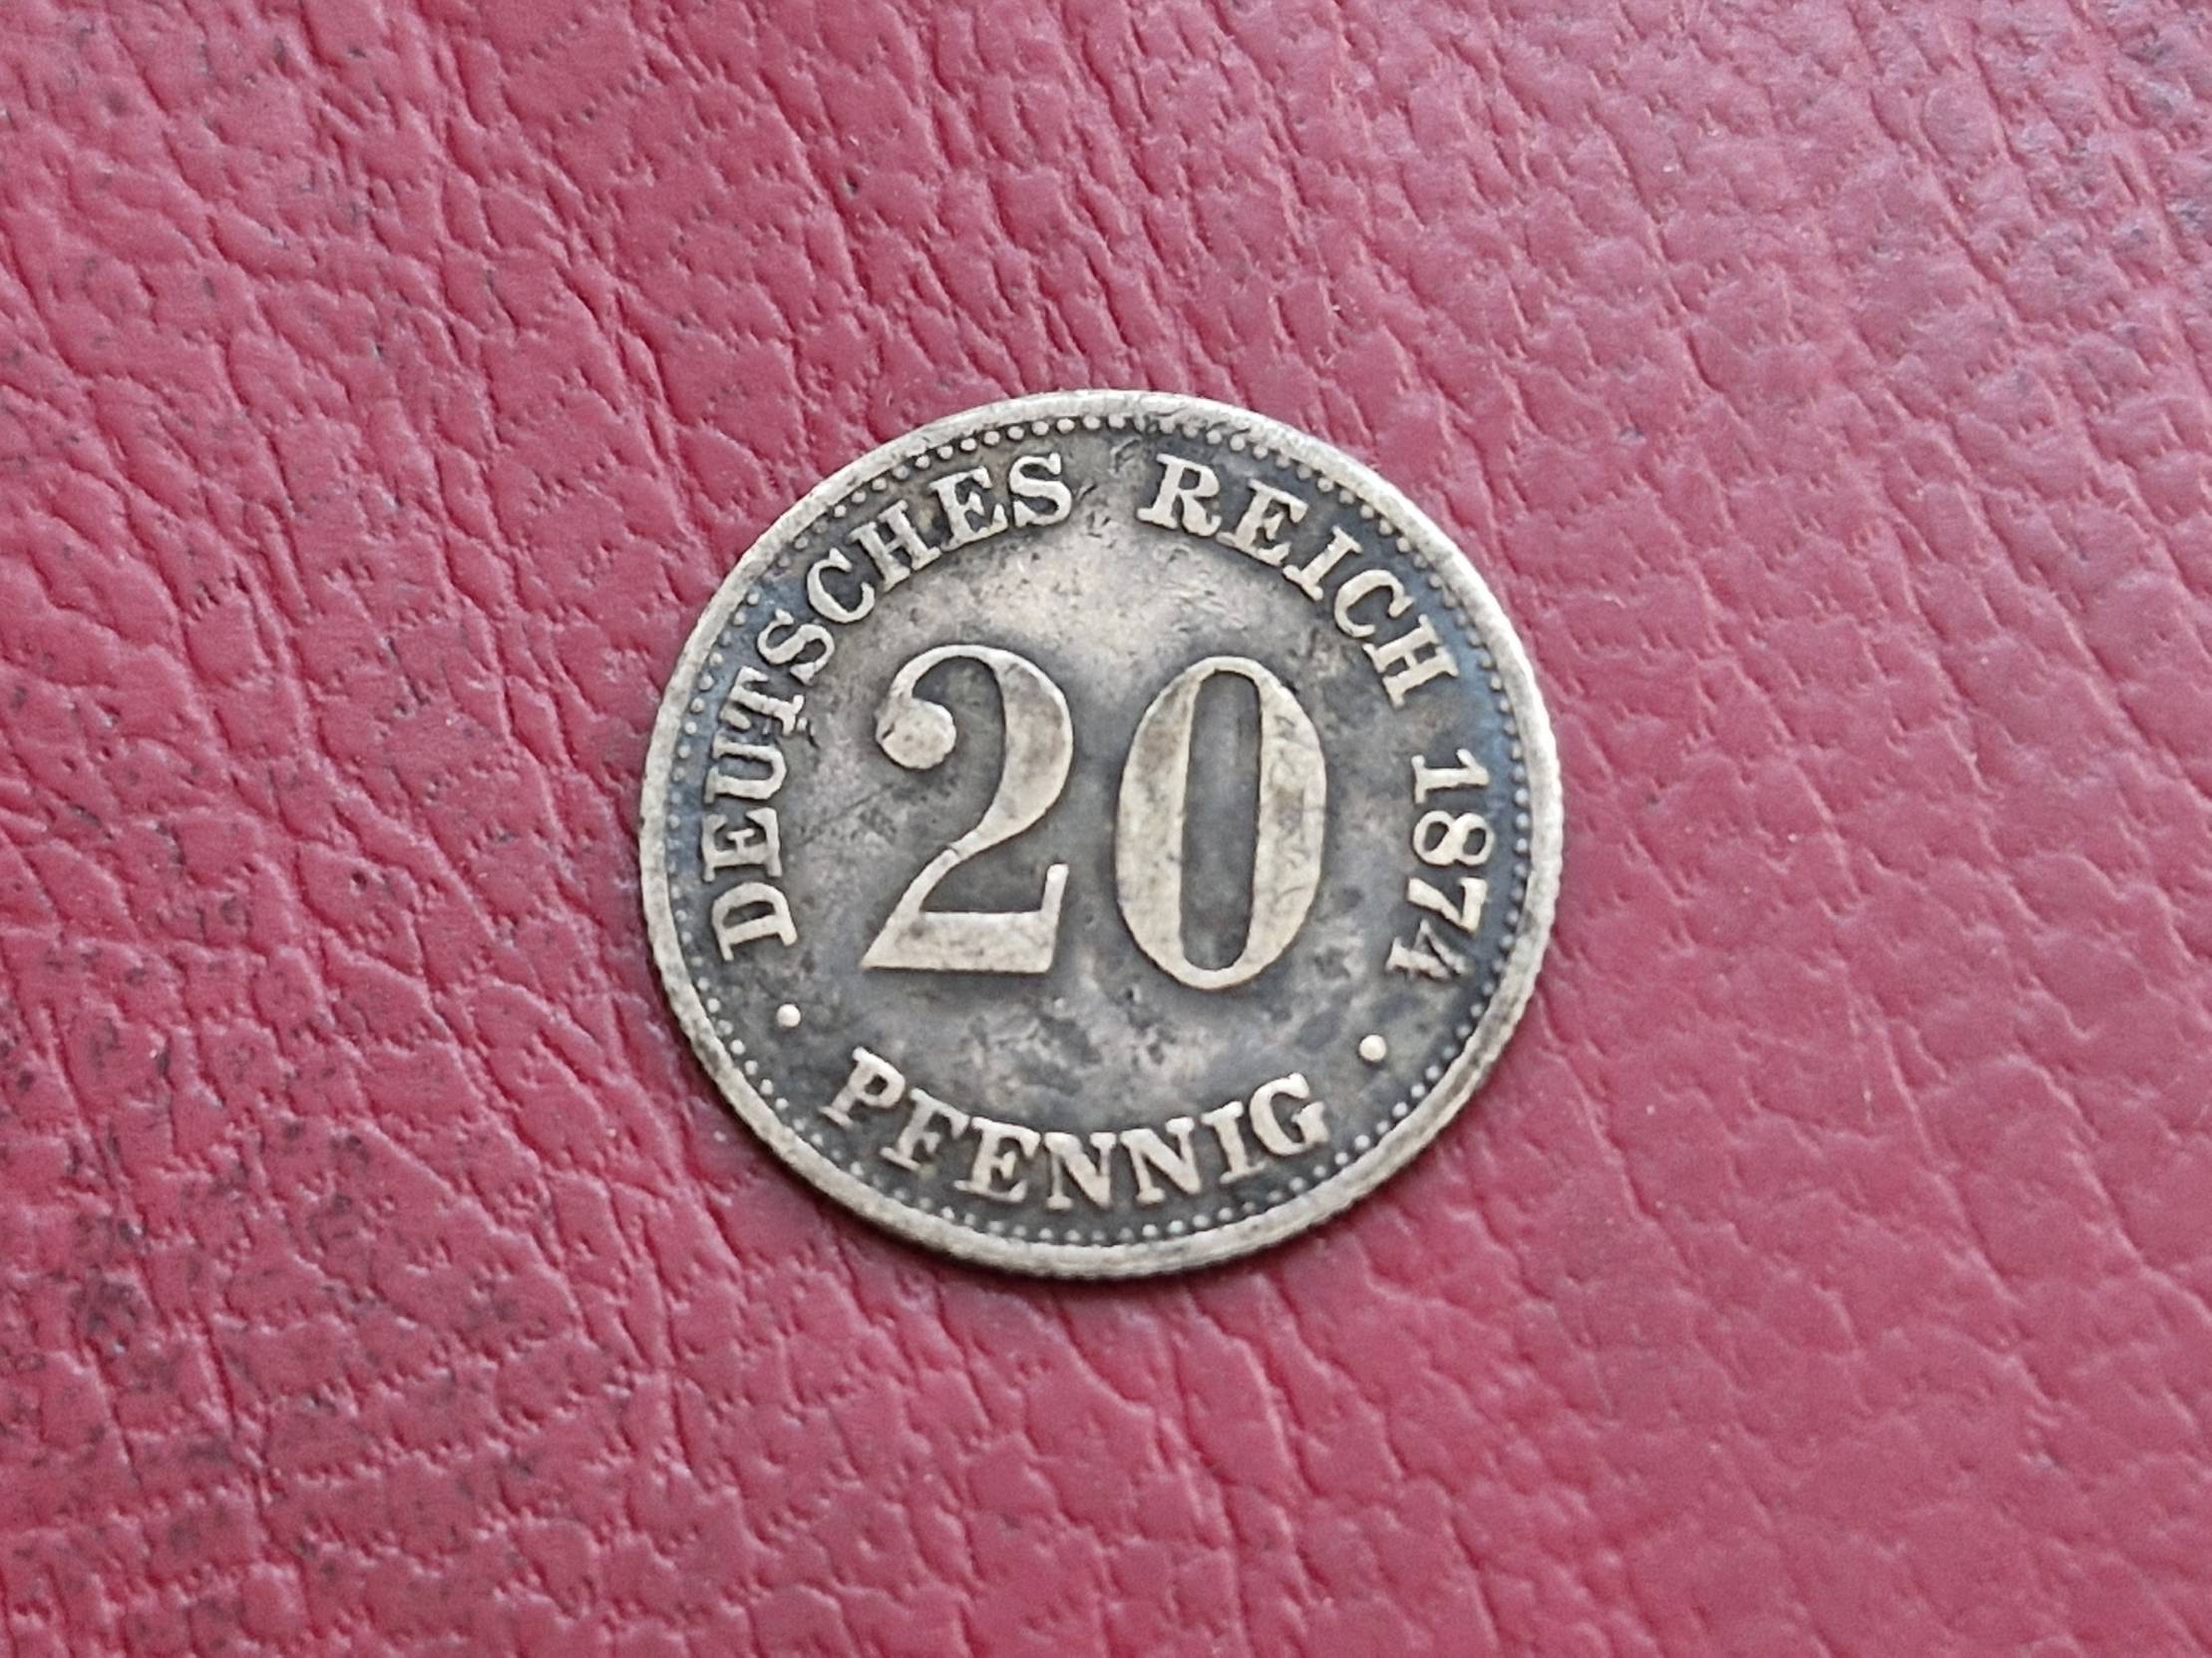 DEUTSCHES REICH 1874
20
· PFENNIG ·